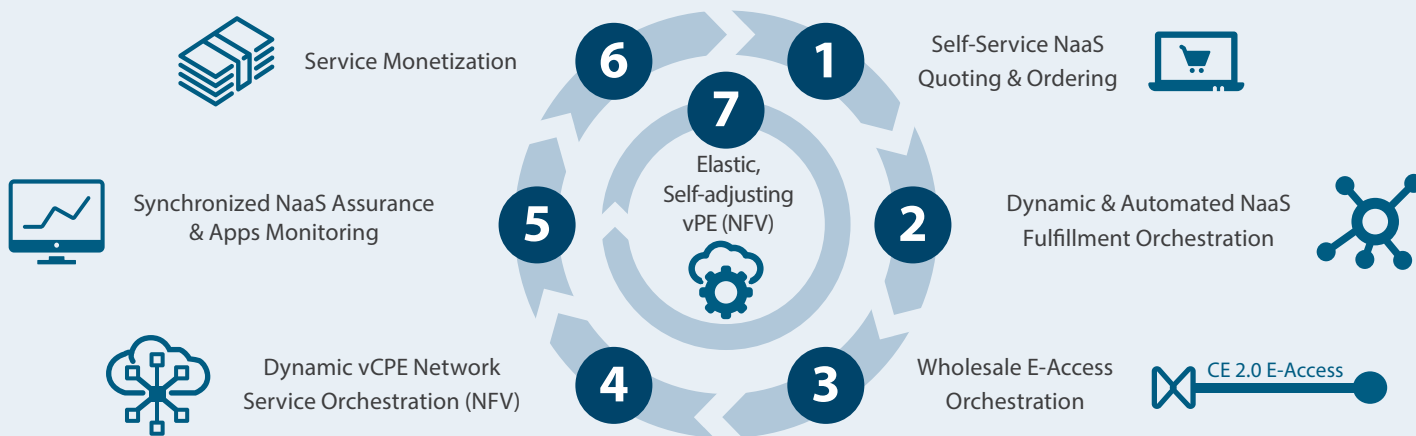 1
Self-Service NaaS
Quoting & Ordering
2
Dynamic & Automated NaaS
Fulfillment Orchestration
3
Wholesale E-Access
Orchestration
CE 2.0 E-Access
4
Dynamic vCPE Network
Service Orchestration (NFV)
5
Synchronized NaaS Assurance
& Apps Monitoring
6
Service Monetization
7
Elastic,
Self-adjusting
vPE (NFV)